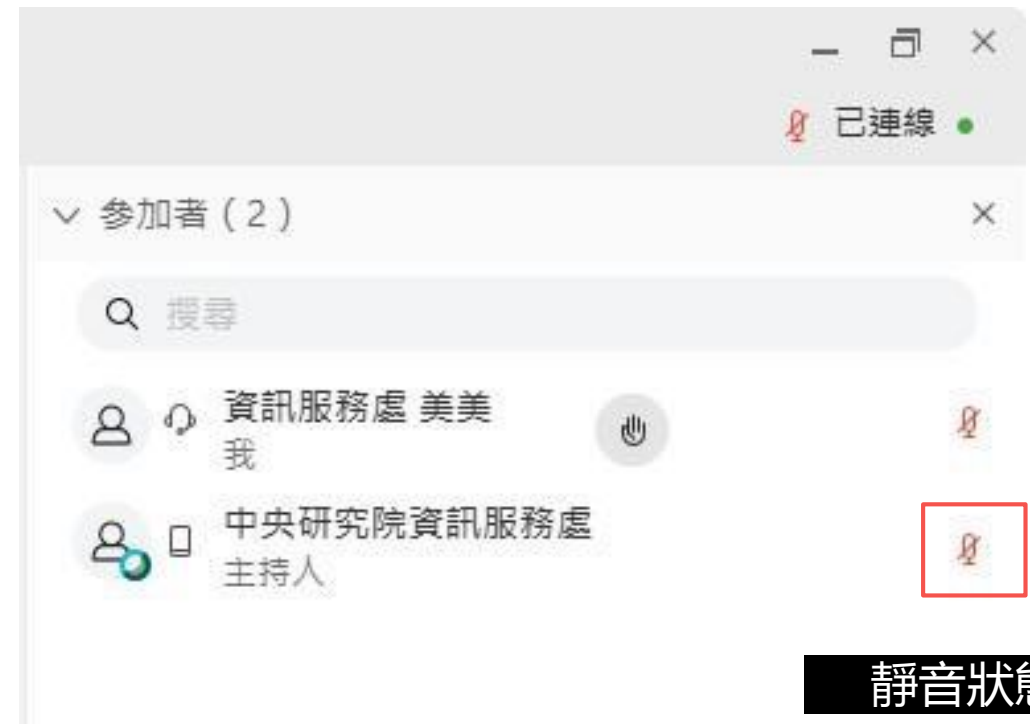 已連線
參加者 ( 2 )
搜尋
資訊服務處 美美
我
中央研究院資訊服務處
主持人
靜音狀態